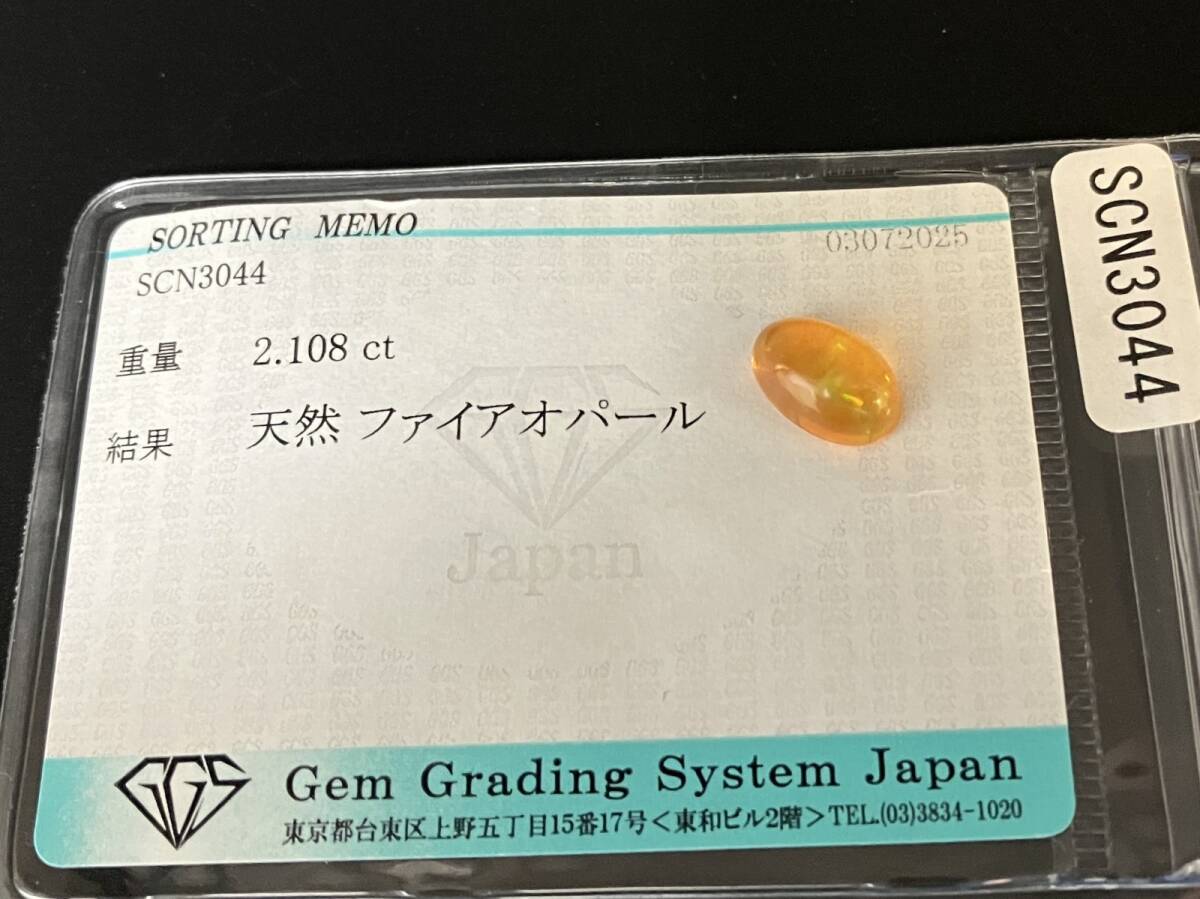 SORTING MEMO
03072025
SCN3044
重量 2.108 ct
結果 天然 ファイアオパール
Japan
GGS Gem Grading System Japan
東京都台東区上野五丁目15番17号<東和ビル2階>TEL.(03)3834-1020
SCN3044